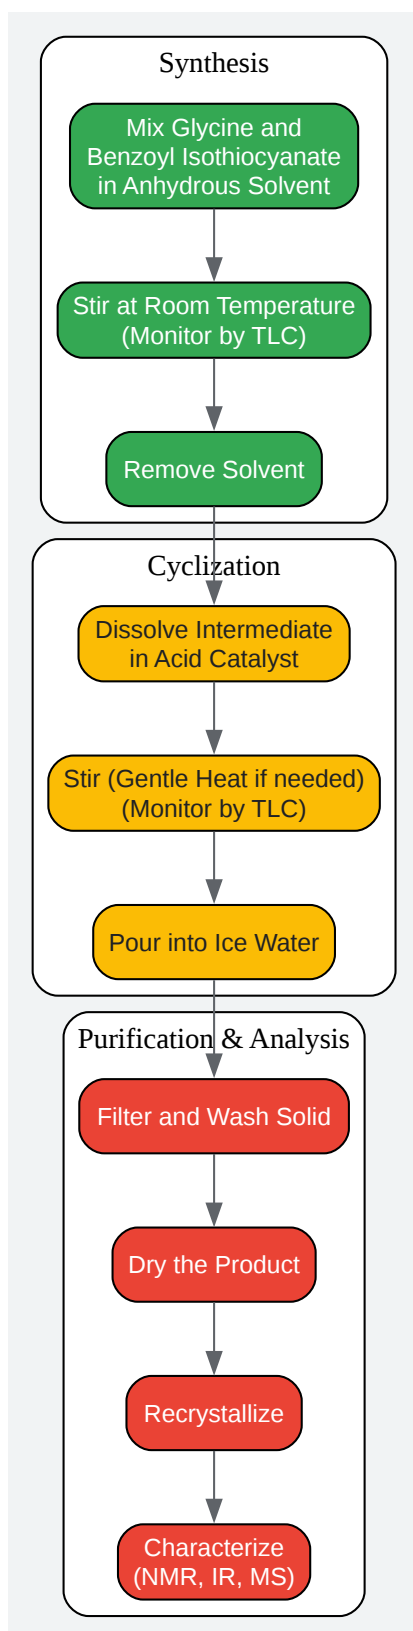 Synthesis
Mix Glycine and
Benzoyl Isothiocyanate
in Anhydrous Solvent
Stir at Room Temperature
(Monitor by TLC)
Remove Solvent
Cyclization
Dissolve Intermediate
in Acid Catalyst
Stir (Gentle Heat if needed)
(Monitor by TLC)
Pour into Ice Water
Purification & Analysis
Filter and Wash Solid
Dry the Product
Recrystallize
Characterize
(NMR, IR, MS)